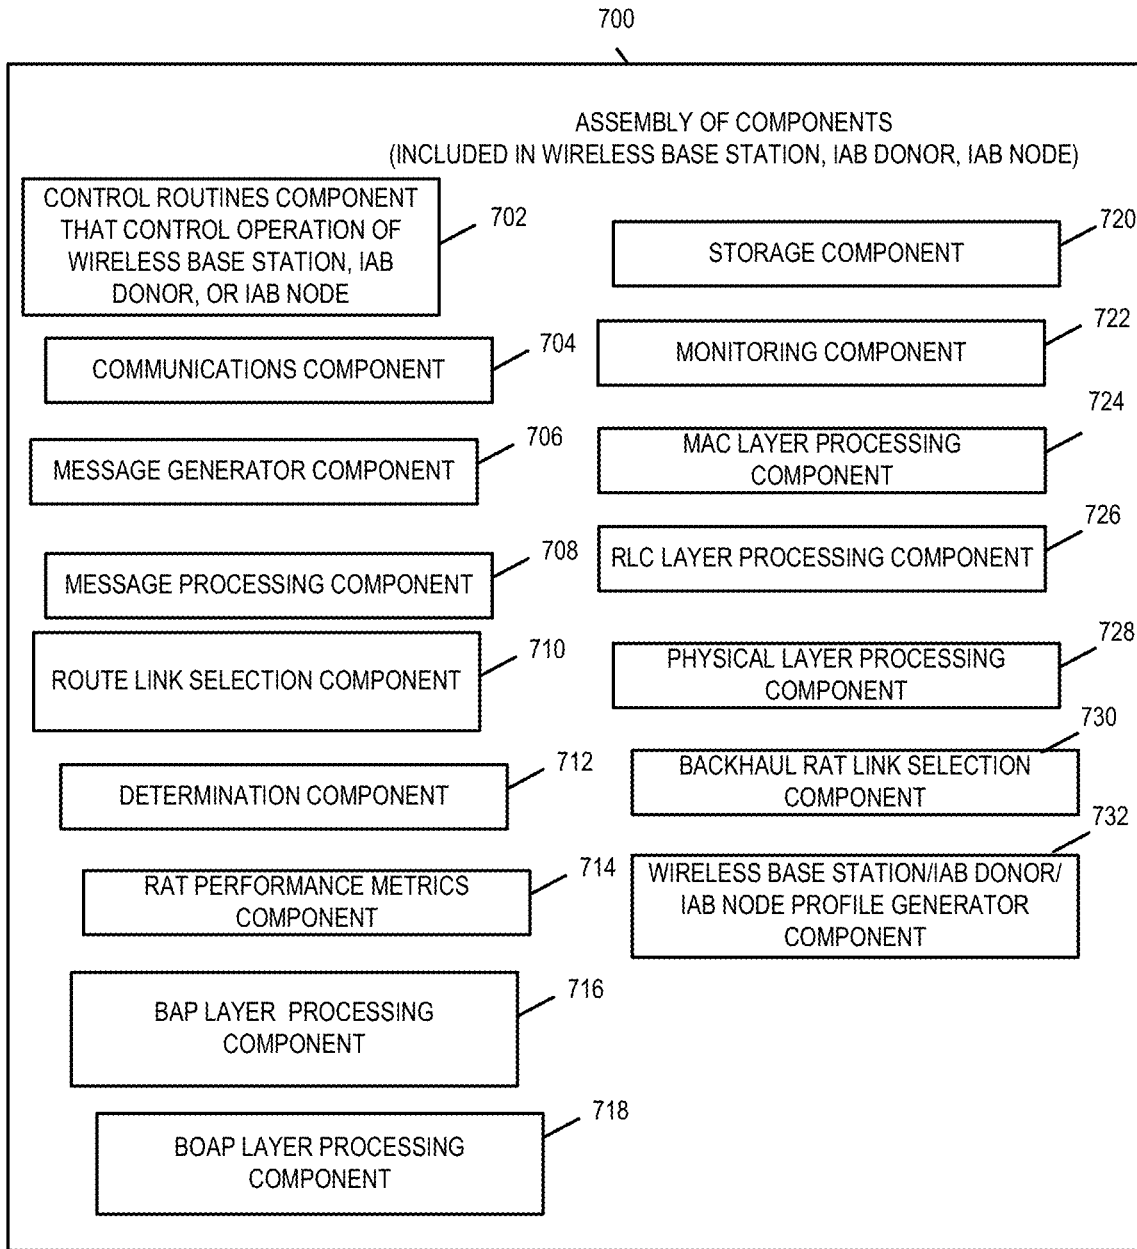 700
ASSEMBLY OF COMPONENTS
(INCLUDED IN WIRELESS BASE STATION, IAB DONOR, IAB NODE)
CONTROL ROUTINES COMPONENT
THAT CONTROL OPERATION OF
WIRELESS BASE STATION, IAB
DONOR, OR IAB NODE
702
COMMUNICATIONS COMPONENT
704
MESSAGE GENERATOR COMPONENT
706
MESSAGE PROCESSING COMPONENT
708
ROUTE LINK SELECTION COMPONENT
710
DETERMINATION COMPONENT
712
RAT PERFORMANCE METRICS
COMPONENT
714
BAP LAYER PROCESSING
COMPONENT
716
BOAP LAYER PROCESSING
COMPONENT
718
STORAGE COMPONENT
720
MONITORING COMPONENT
722
MAC LAYER PROCESSING
COMPONENT
724
RLC LAYER PROCESSING COMPONENT
726
PHYSICAL LAYER PROCESSING
COMPONENT
728
BACKHAUL RAT LINK SELECTION
COMPONENT
730
WIRELESS BASE STATION/IAB DONOR/
IAB NODE PROFILE GENERATOR
COMPONENT
732